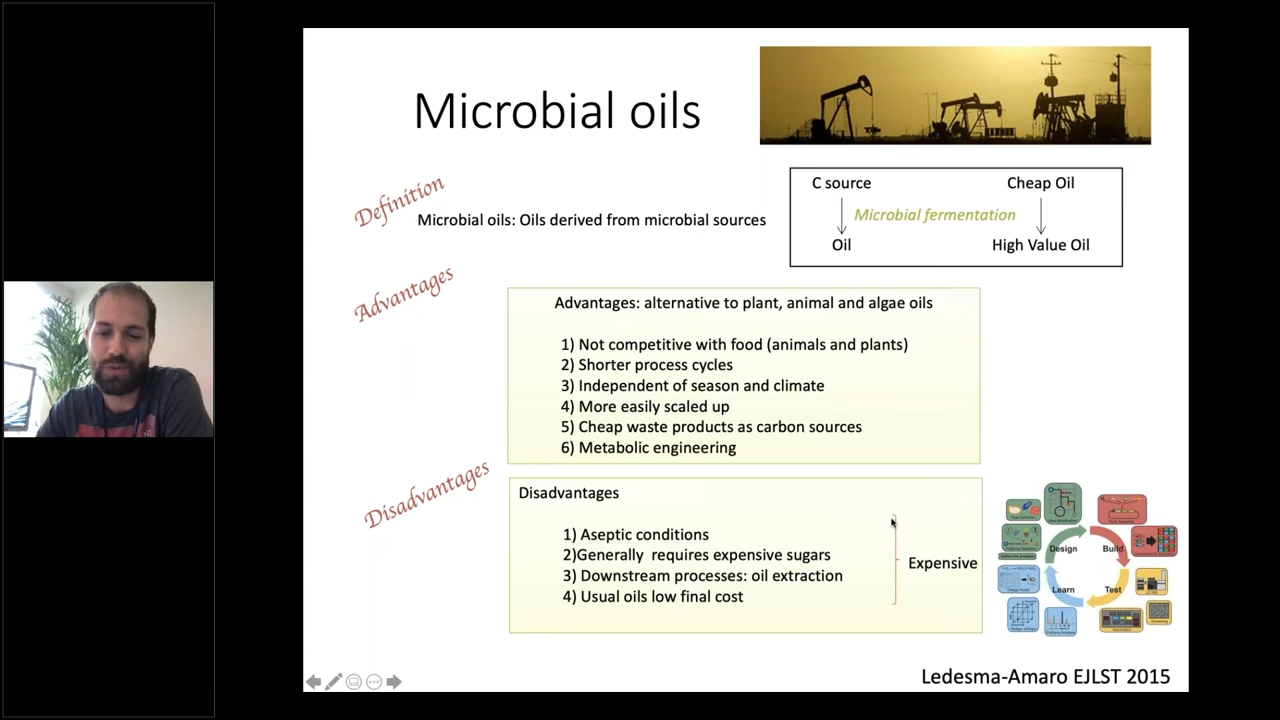 Microbial oils
Definition
Microbial oils: Oils derived from microbial sources
C source
Cheap Oil
Microbial fermentation
Oil
High Value Oil
Advantages
Advantages: alternative to plant, animal and algae oils
1) Not competitive with food (animals and plants)
2) Shorter process cycles
3) Independent of season and climate
4) More easily scaled up
5) Cheap waste products as carbon sources
6) Metabolic engineering
Disadvantages
Disadvantages
1) Aseptic conditions
2)Generally requires expensive sugars
3) Downstream processes: oil extraction
4) Usual oils low final cost
Expensive
Design
Build
Learn
Test
Ledesma-Amaro EJLST 2015